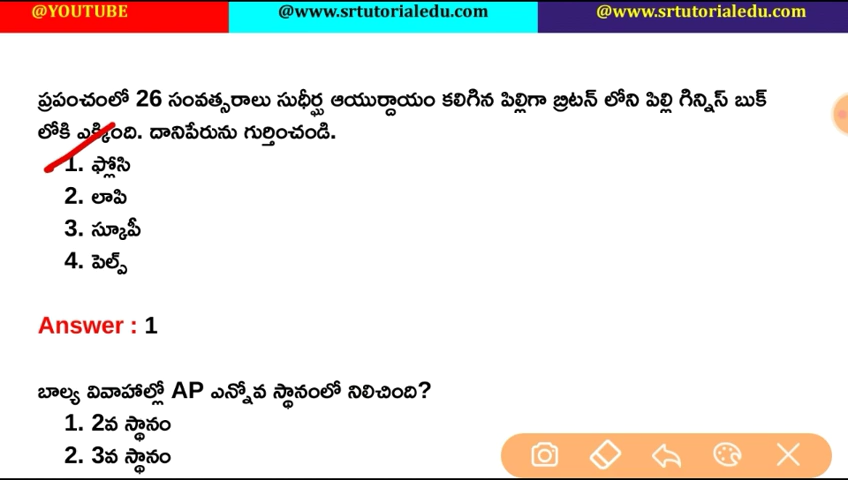 @YOUTUBE @www.srtutorialedu.com @www.srtutorialedu.com
ప్రపంచంలో 26 సంవత్సరాలు సుధీర్ఘ ఆయుర్దాయం కలిగిన పిల్లిగా బ్రిటన్ లోని పిల్లి గిన్నిస్ బుక్
లోకి ఎక్కింది. దానిపేరును గుర్తించండి.
1. ఫ్లోసి
2. లాపి
3. స్కూపీ
4. పెల్ప్
Answer : 1
బాల్య వివాహాల్లో AP ఎన్నోవ స్థానంలో నిలిచింది?
1. 2వ స్థానం
2. 3వ స్థానం